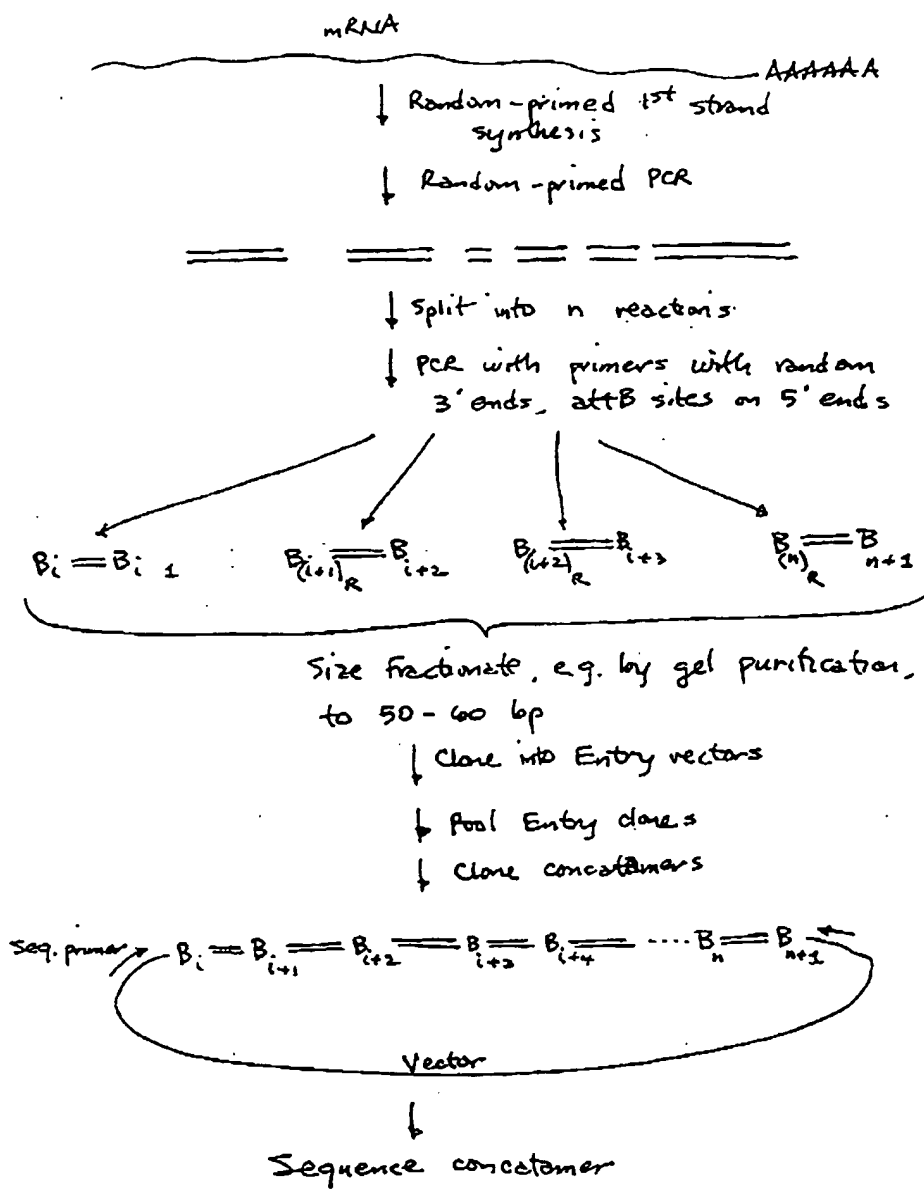 mRNA
AAAAAA
Random-primed 1st strand
synthesis
Random-primed PCR
Split into n reactions
PCR with primers with random
3' ends, attB sites on 5' ends
Bi Bi 1 B(i+1)R Bi+2 B(i+2)R Bi+3 B(n)R Bn+1
Size fractionate, e.g. by gel purification,
to 50-60 bp
Clone into Entry vectors
Pool Entry clones
Clone concatamers
Seq. primer Bi Bi+1 Bi+2 Bi+3 Bi+4 ---- Bn Bn+1
Vector
Sequence concatamer